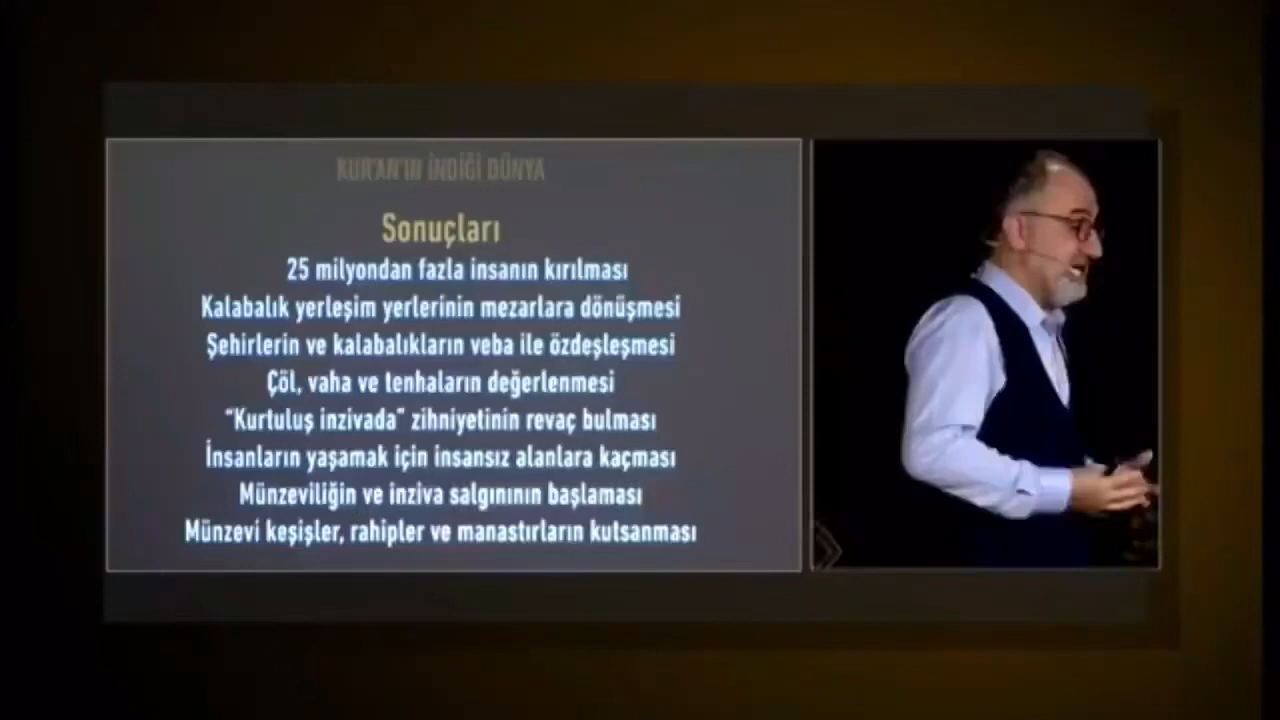 KUR'AN'IN İNDİĞİ DÜNYA
Sonuçları
25 milyondan fazla insanın kırılması
Kalabalık yerleşim yerlerinin mezarlara dönüşmesi
Şehirlerin ve kalabalıkların veba ile özdeşleşmesi
Çöl, vaha ve tenhaların değerlenmesi
“Kurtuluş inzivada” zihniyetinin revaç bulması
İnsanların yaşamak için insansız alanlara kaçması
Münzeviliğin ve inziva salgınının başlaması
Münzevi keşişler, rahipler ve manastırların kutsanması